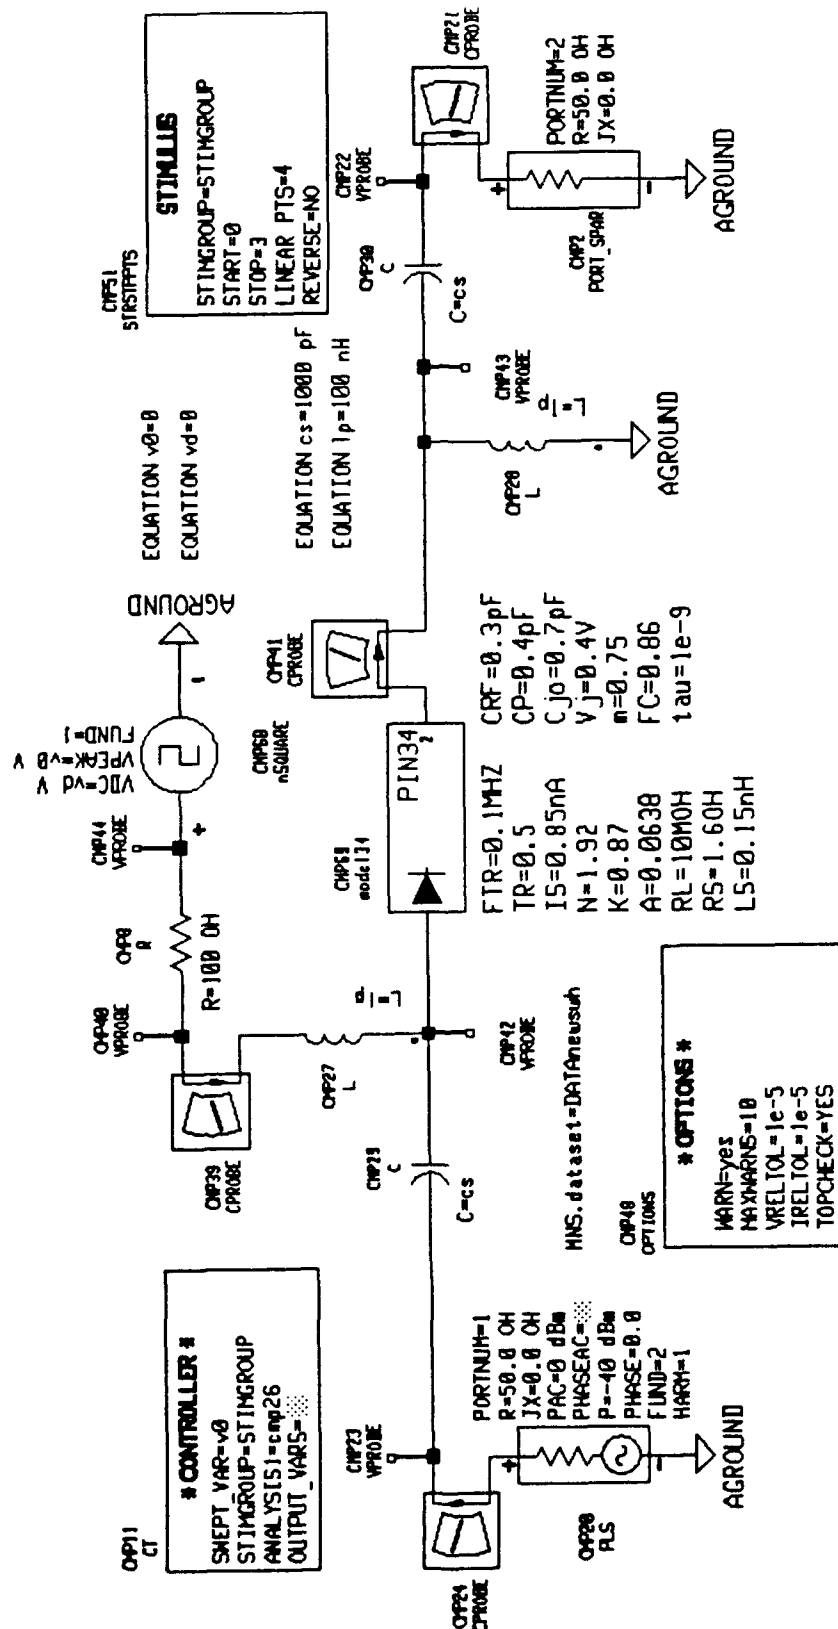 CMP11
CT
* CONTROLLER *
SWEPT_VAR=v0
STIMGROUP=STIMGROUP
ANALYSIS1=cmp26
OUTPUT_VARS=
CMP39
CPROBE
CMP40
VPROBE
CMP8
R
R=100 OH
CMP44
VPROBE
+
-
VDC=vd V
VPEAK=v0 V
FUND=1
CMP60
nSQUARE
AGROUND
EQUATION v0=0
EQUATION vd=0
CMP51
STRSTPPTS
STIMULUS
STIMGROUP=STIMGROUP
START=0
STOP=3
LINEAR PTS=4
REVERSE=NO
EQUATION cs=1000 pF
EQUATION lp=100 nH
CMP27
L
L=lp
CMP23
VPROBE
CMP24
CPROBE
CMP29
C
C=cs
CMP42
VPROBE
CMP69
model34
PIN34
2
CMP41
CPROBE
CMP28
L
L=lp
AGROUND
CMP43
VPROBE
CMP30
C
C=cs
CMP22
VPROBE
CMP21
CPROBE
+
-
CMP2
PORT_SPAR
PORTNUM=2
R=50.0 OH
JX=0.0 OH
AGROUND
+
-
CMP20
PLS
PORTNUM=1
R=50.0 OH
JX=0.0 OH
PAC=0 dBm
PHASEAC=
P=-40 dBm
PHASE=0.0
FUND=2
HARM=1
AGROUND
MNS.dataset=DATAnewswh
CMP48
OPTIONS
* OPTIONS *
WARN=yes
MAXWARNS=10
VRELTOL=1e-5
IRELTOL=1e-5
TOPCHECK=YES
FTR=0.1MHZ
TR=0.5
IS=0.85nA
N=1.92
K=0.87
A=0.0638
RL=10MOH
RS=1.6OH
LS=0.15nH
CRF=0.3pF
CP=0.4pF
Cjo=0.7pF
Vj=0.4V
m=0.75
FC=0.86
tau=1e-9